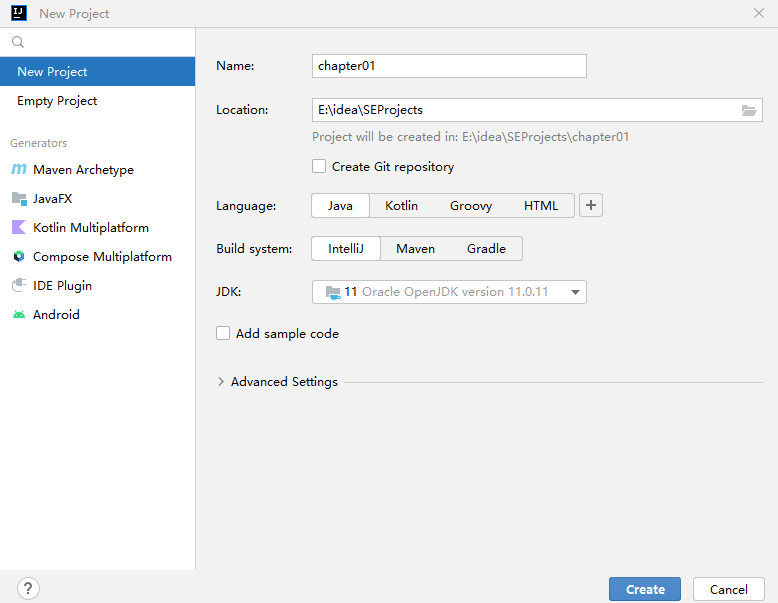 New Project
New Project
Empty Project
Generators
Maven Archetype
JavaFX
Kotlin Multiplatform
Compose Multiplatform
IDE Plugin
Android
Name: chapter01
Location: E:\idea\SEProjects
Project will be created in: E:\idea\SEProjects\chapter01
Create Git repository
Language: Java Kotlin Groovy HTML +
Build system: IntelliJ Maven Gradle
JDK: 11 Oracle OpenJDK version 11.0.11
Add sample code
Advanced Settings
? Create Cancel